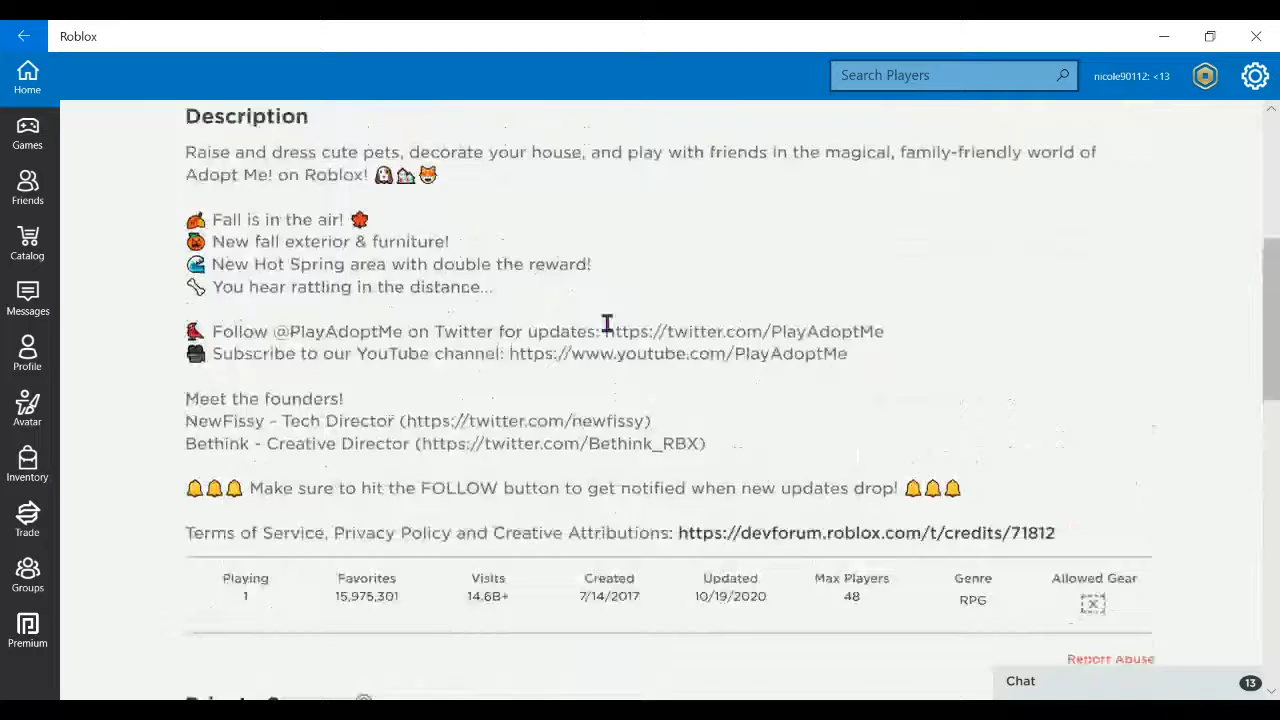 Roblox
Home
Search Players
nicole90112: <13
Games
Friends
Catalog
Messages
Profile
Avatar
Inventory
Trade
Groups
Premium
Description
Raise and dress cute pets, decorate your house, and play with friends in the magical, family-friendly world of
Adopt Me! on Roblox! 🐶🏡🐱
🍂 Fall is in the air! 🍁
🎃 New fall exterior & furniture!
🌊 New Hot Spring area with double the reward!
🦴 You hear rattling in the distance...
🐦 Follow @PlayAdoptMe on Twitter for updates: https://twitter.com/PlayAdoptMe
🎥 Subscribe to our YouTube channel: https://www.youtube.com/PlayAdoptMe
Meet the founders!
NewFissy - Tech Director (https://twitter.com/newfissy)
Bethink - Creative Director (https://twitter.com/Bethink_RBX)
🔔🔔🔔 Make sure to hit the FOLLOW button to get notified when new updates drop! 🔔🔔🔔
Terms of Service, Privacy Policy and Creative Attributions: https://devforum.roblox.com/t/credits/71812
Playing Favorites Visits Created Updated Max Players Genre Allowed Gear
1 15,975,301 14.6B+ 7/14/2017 10/19/2020 48 RPG
Report Abuse
Chat 13